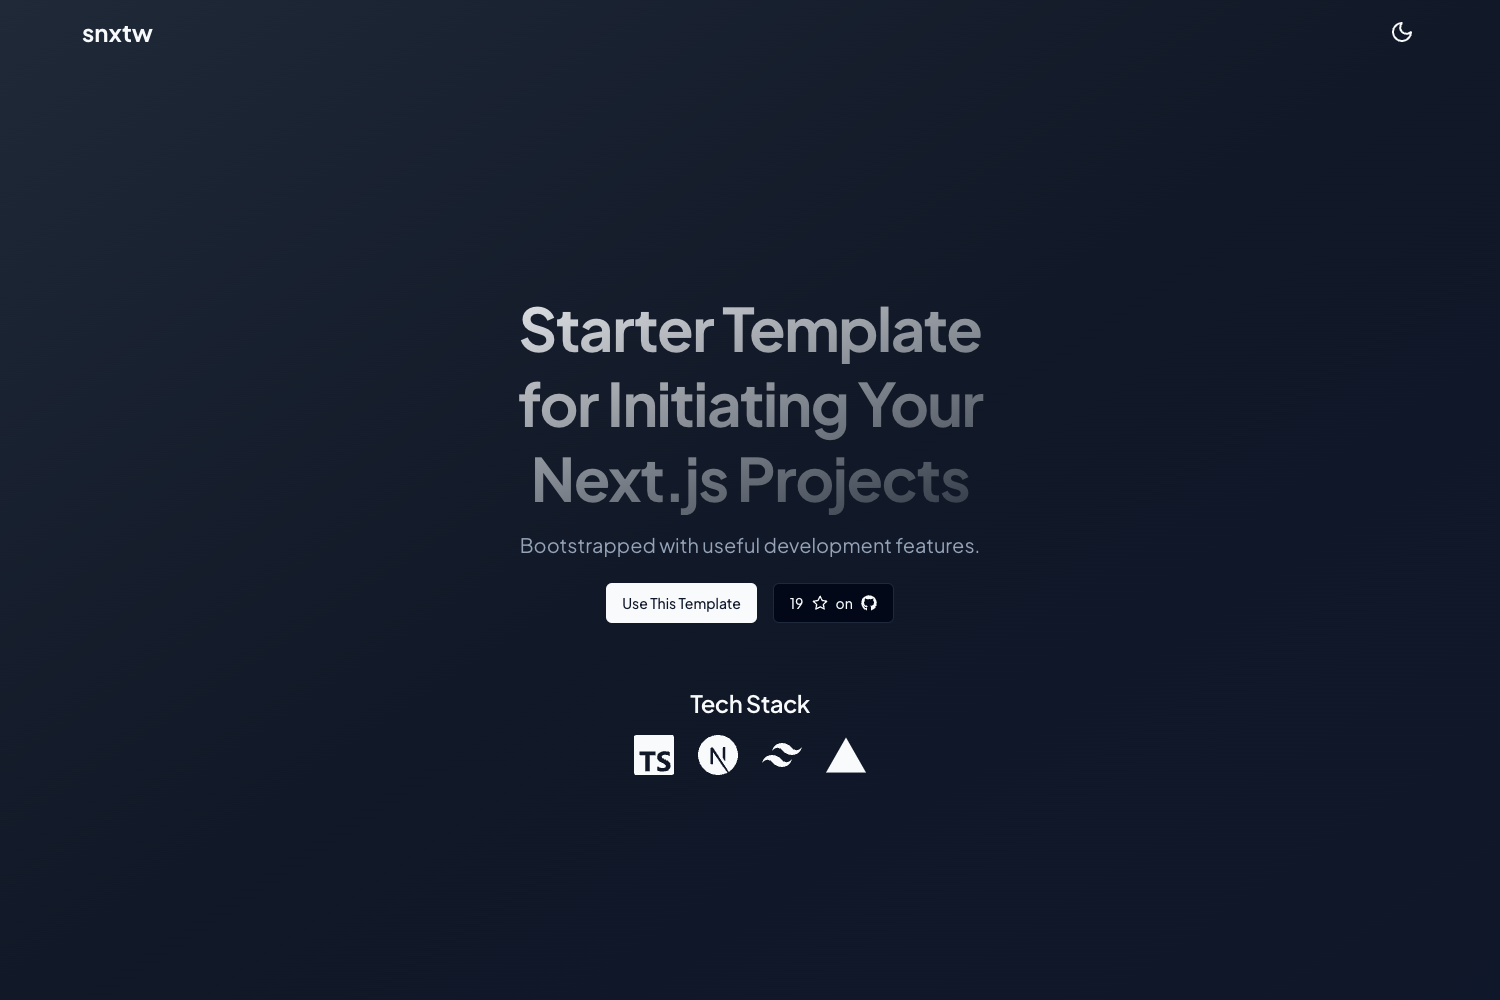 snxtw
Starter Template
for Initiating Your
Next.js Projects
Bootstrapped with useful development features.
Use This Template
19 on
Tech Stack
TS N